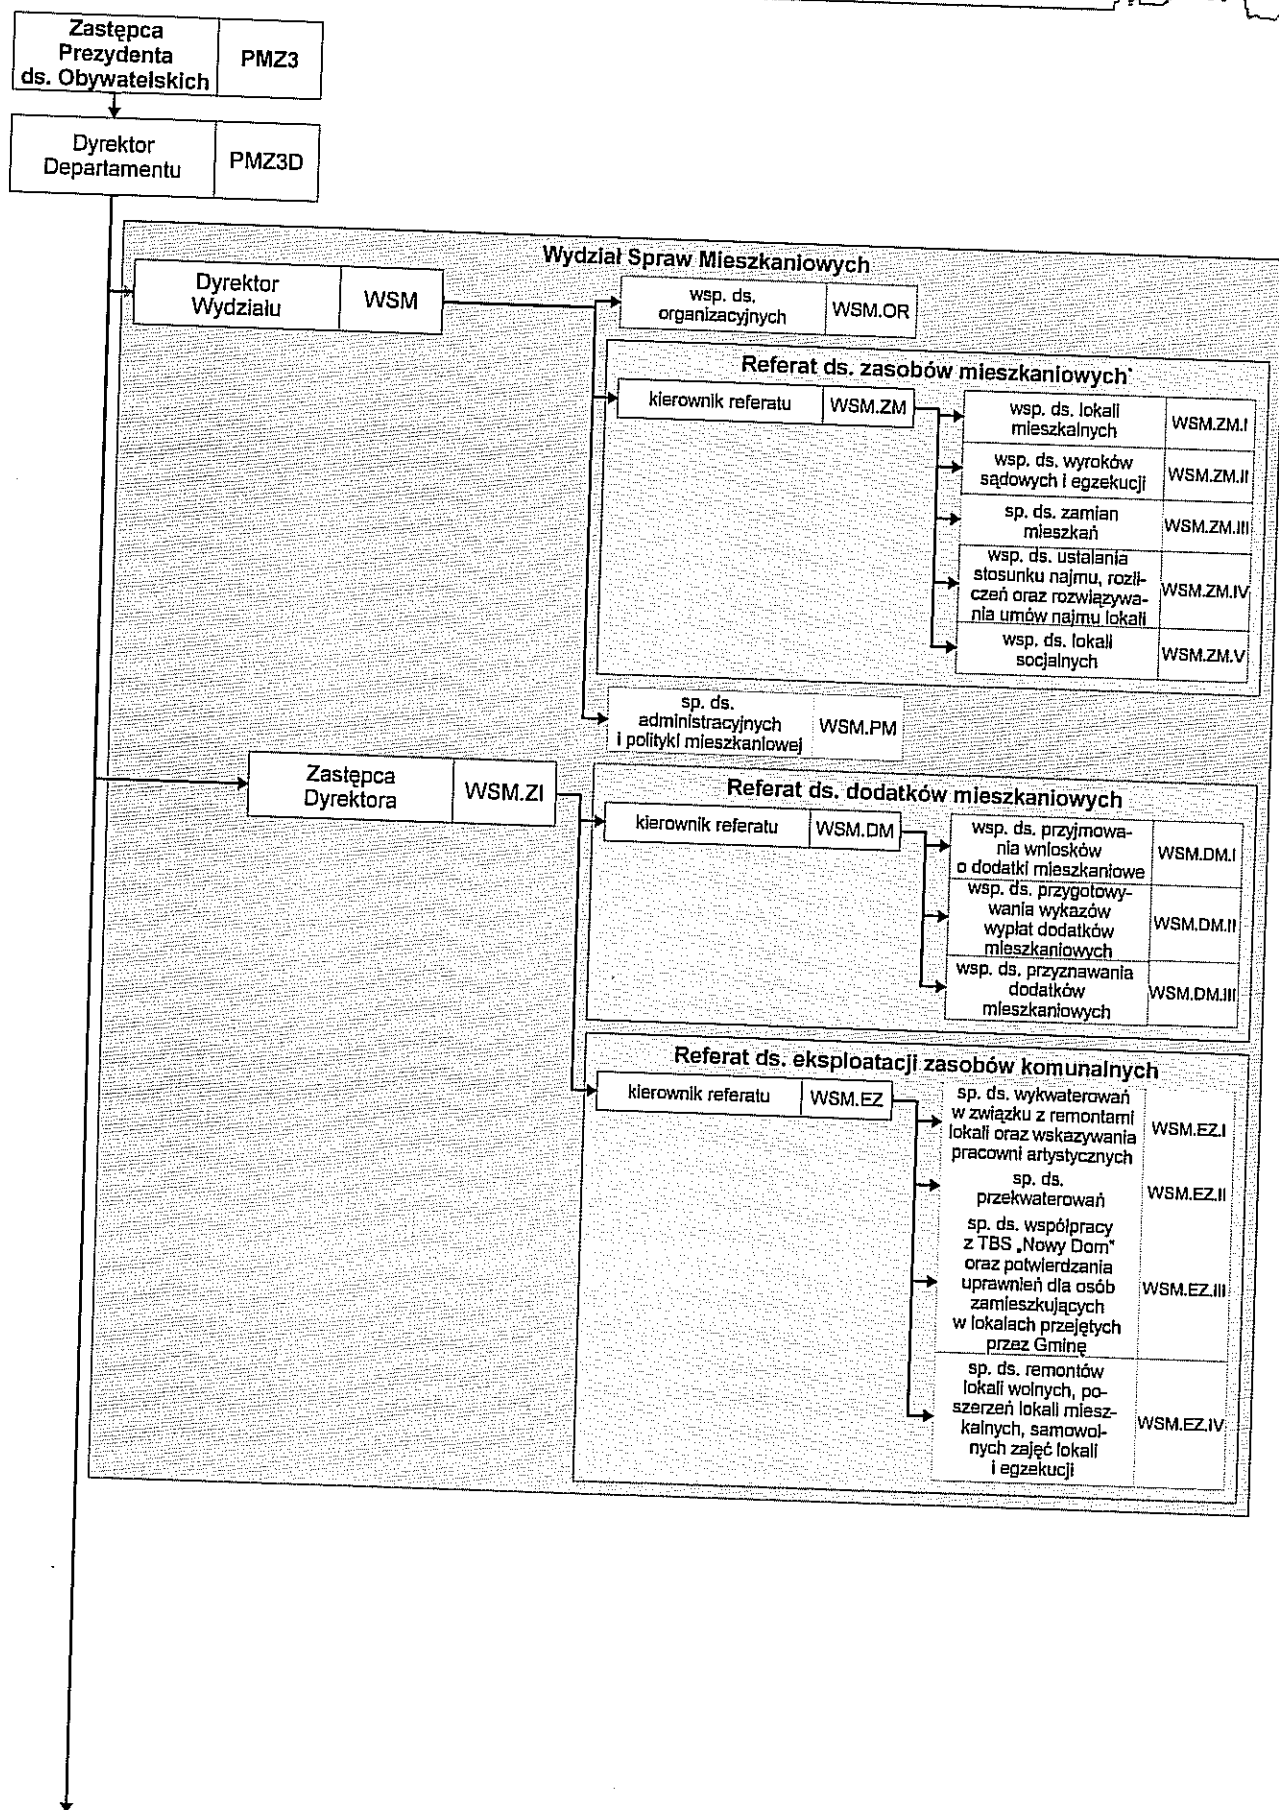 Zastępca
Prezydenta
ds. Obywatelskich
PMZ3
Dyrektor
Departamentu
PMZ3D
Wydział Spraw Mieszkaniowych
Dyrektor
Wydziału
WSM
wsp. ds.
organizacyjnych
WSM.OR
Referat ds. zasobów mieszkaniowych
kierownik referatu
WSM.ZM
wsp. ds. lokali
mieszkalnych
WSM.ZM.I
wsp. ds. wyroków
sądowych i egzekucji
WSM.ZM.II
sp. ds. zamian
mieszkań
WSM.ZM.III
wsp. ds. ustalania
stosunku najmu, rozli-
czeń oraz rozwiązywa-
nia umów najmu lokali
WSM.ZM.IV
wsp. ds. lokali
socjalnych
WSM.ZM.V
sp. ds.
administracyjnych
i polityki mieszkaniowej
WSM.PM
Zastępca
Dyrektora
WSM.ZI
Referat ds. dodatków mieszkaniowych
kierownik referatu
WSM.DM
wsp. ds. przyjmowa-
nia wniosków
o dodatki mieszkaniowe
WSM.DM.I
wsp. ds. przygotowy-
wania wykazów
wypłat dodatków
mieszkaniowych
WSM.DM.II
wsp. ds. przyznawania
dodatków
mieszkaniowych
WSM.DM.III
Referat ds. eksploatacji zasobów komunalnych
kierownik referatu
WSM.EZ
sp. ds. wykwaterowań
w związku z remontami
lokali oraz wskazywania
pracowni artystycznych
WSM.EZ.I
sp. ds.
przekwaterowań
WSM.EZ.II
sp. ds. współpracy
z TBS „Nowy Dom"
oraz potwierdzania
uprawnień dla osób
zamieszkujących
w lokalach przejętych
przez Gminę
WSM.EZ.III
sp. ds. remontów
lokali wolnych, po-
szerzeń lokali miesz-
kalnych, samowol-
nych zajęć lokali
i egzekucji
WSM.EZ.IV